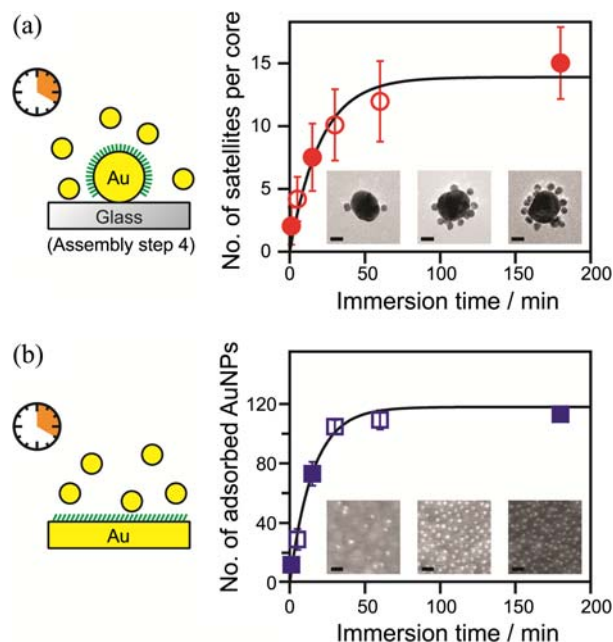 (a)
Au
Glass
(Assembly step 4)
No. of satellites per core
15
10
5
0
0 50 100 150 200
Immersion time / min
(b)
Au
No. of adsorbed AuNPs
120
80
40
0
0 50 100 150 200
Immersion time / min